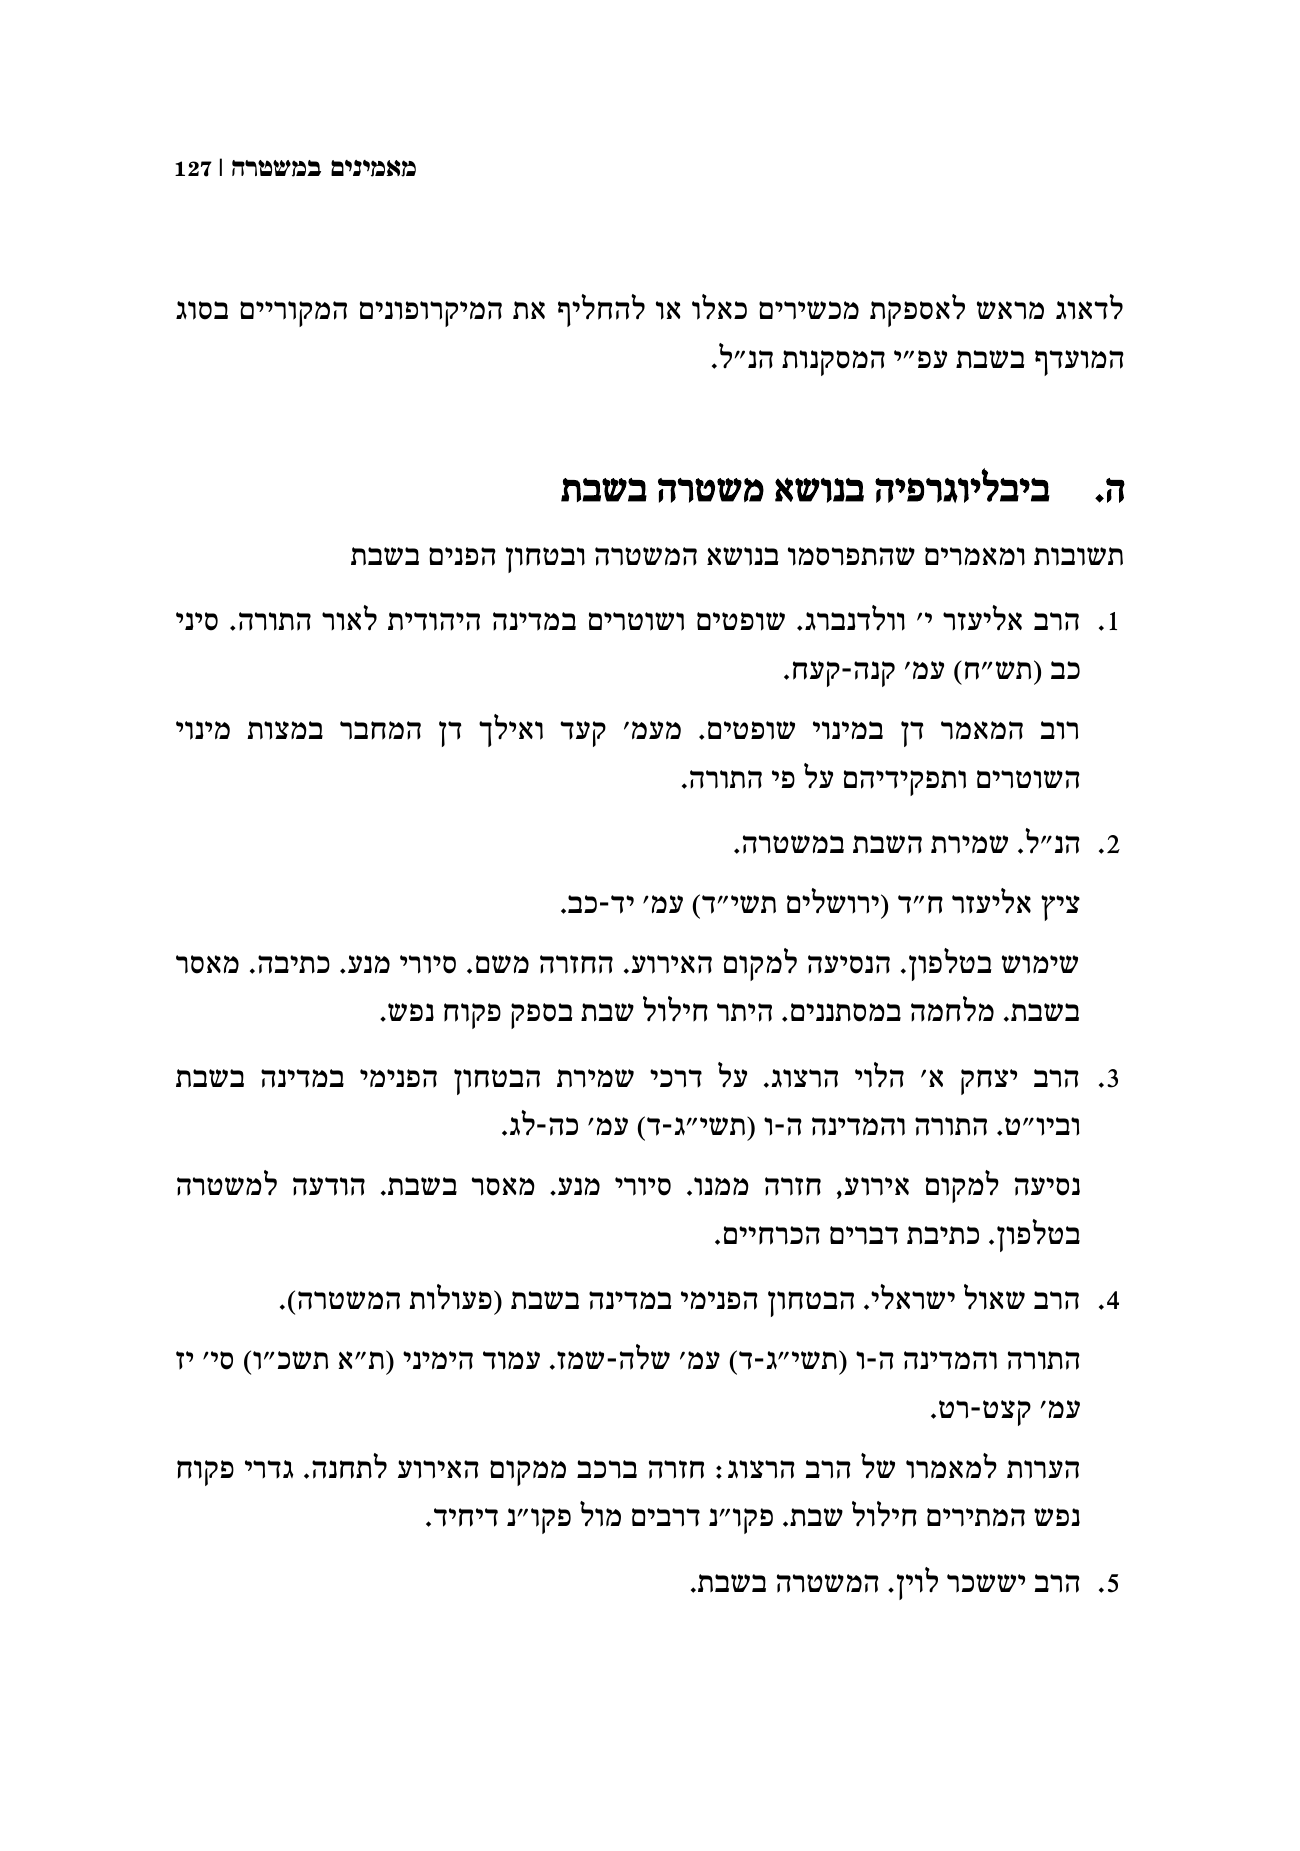 מאמינים במשטרה | 127
לדאוג מראש לאספקת מכשירים כאלו או להחליף את המיקרופונים המקוריים בסוג
המועדף בשבת עפ״י המסקנות הנ״ל.
ה. ביבליוגרפיה בנושא משטרה בשבת
תשובות ומאמרים שהתפרסמו בנושא המשטרה ובטחון הפנים בשבת
1. הרב אליעזר י׳ וולדנברג. שופטים ושוטרים במדינה היהודית לאור התורה. סיני
כב (תש״ח) עמ׳ קנה-קעח.
רוב המאמר דן במינוי שופטים. מעמ׳ קעד ואילך דן המחבר במצות מינוי
השוטרים ותפקידיהם על פי התורה.
2. הנ״ל. שמירת השבת במשטרה.
ציץ אליעזר ח״ד (ירושלים תשי״ד) עמ׳ יד-כב.
שימוש בטלפון. הנסיעה למקום האירוע. החזרה משם. סיורי מנע. כתיבה. מאסר
בשבת. מלחמה במסתננים. היתר חילול שבת בספק פקוח נפש.
3. הרב יצחק א׳ הלוי הרצוג. על דרכי שמירת הבטחון הפנימי במדינה בשבת
וביו״ט. התורה והמדינה ה-ו (תשי״ג-ד) עמ׳ כה-לג.
נסיעה למקום אירוע, חזרה ממנו. סיורי מנע. מאסר בשבת. הודעה למשטרה
בטלפון. כתיבת דברים הכרחיים.
4. הרב שאול ישראלי. הבטחון הפנימי במדינה בשבת (פעולות המשטרה).
התורה והמדינה ה-ו (תשי״ג-ד) עמ׳ שלה-שמז. עמוד הימיני (ת״א תשכ״ו) סי׳ יז
עמ׳ קצט-רט.
הערות למאמרו של הרב הרצוג: חזרה ברכב ממקום האירוע לתחנה. גדרי פקוח
נפש המתירים חילול שבת. פקו״נ דרבים מול פקו״נ דיחיד.
5. הרב יששכר לוין. המשטרה בשבת.